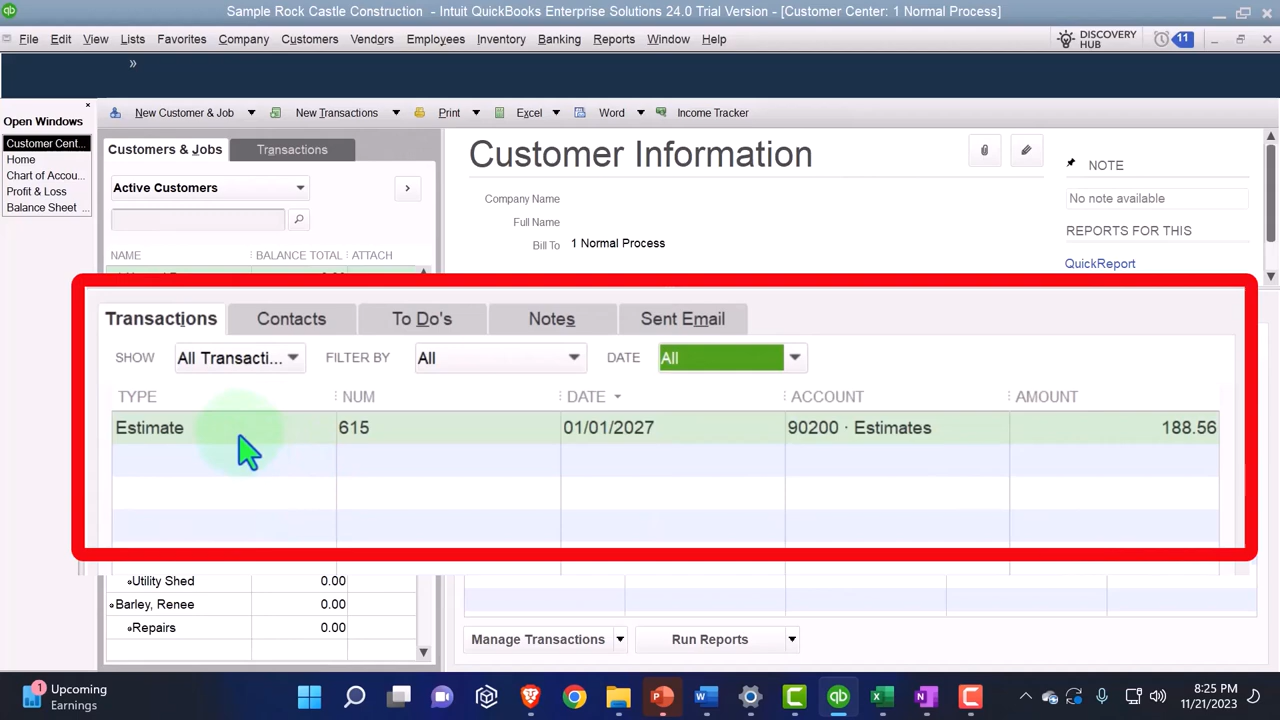 Sample Rock Castle Construction - Intuit QuickBooks Enterprise Solutions 24.0 Trial Version - [Customer Center: 1 Normal Process]
File Edit View Lists Favorites Company Customers Vendors Employees Inventory Banking Reports Window Help
DISCOVERY HUB 11
»
Open Windows
Customer Cent...
Home
Chart of Accou...
Profit & Loss
Balance Sheet ...
New Customer & Job New Transactions Print Excel Word Income Tracker
Customers & Jobs Transactions
Active Customers
NAME BALANCE TOTAL ATTACH
Customer Information
Company Name
Full Name
Bill To 1 Normal Process
NOTE
No note available
REPORTS FOR THIS
QuickReport
Transactions Contacts To Do's Notes Sent Email
SHOW All Transacti... FILTER BY All DATE All
TYPE NUM DATE ACCOUNT AMOUNT
Estimate 615 01/01/2027 90200 · Estimates 188.56
Utility Shed 0.00
Barley, Renee 0.00
Repairs 0.00
Manage Transactions Run Reports
1 Upcoming
Earnings
8:25 PM
11/21/2023